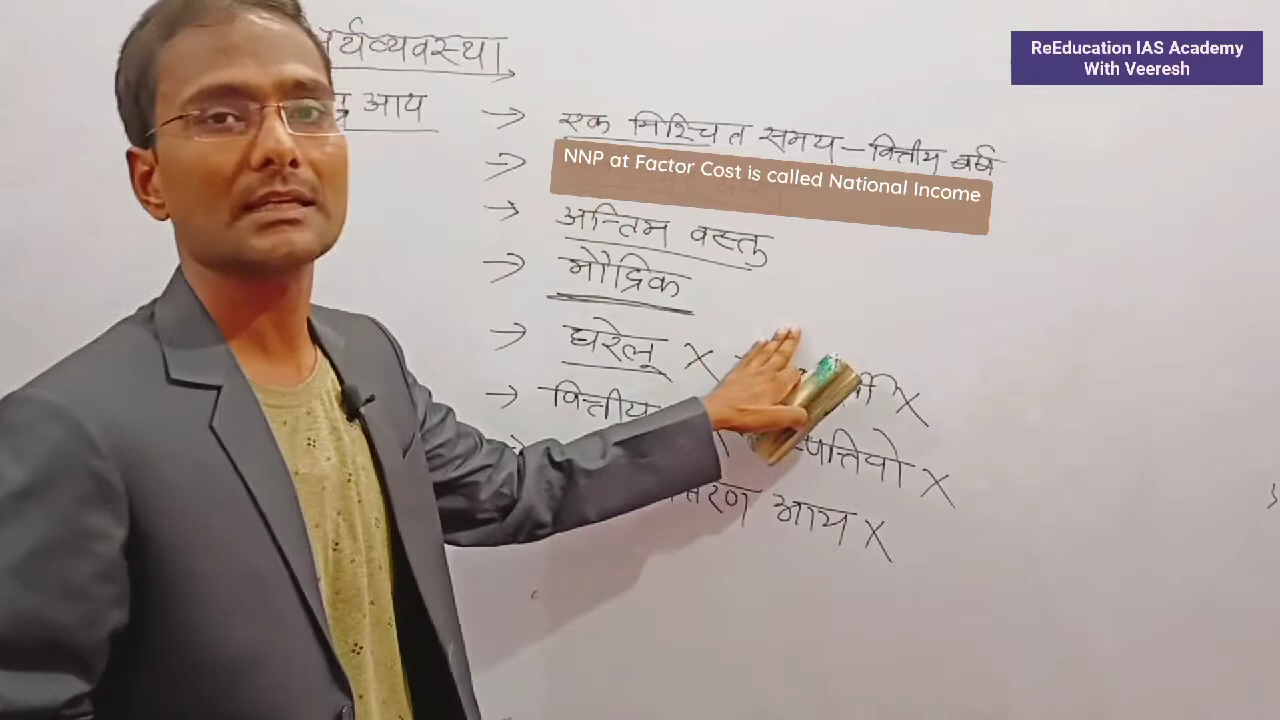 ReEducation IAS Academy
With Veeresh
र्थव्यवस्था
आय
→ एक निश्चित समय – वित्तीय वर्ष
→ NNP at Factor Cost is called National Income
→ अन्तिम वस्तु
→ मौद्रिक
→ घरेलू X X
→ वित्तीय X
आय X